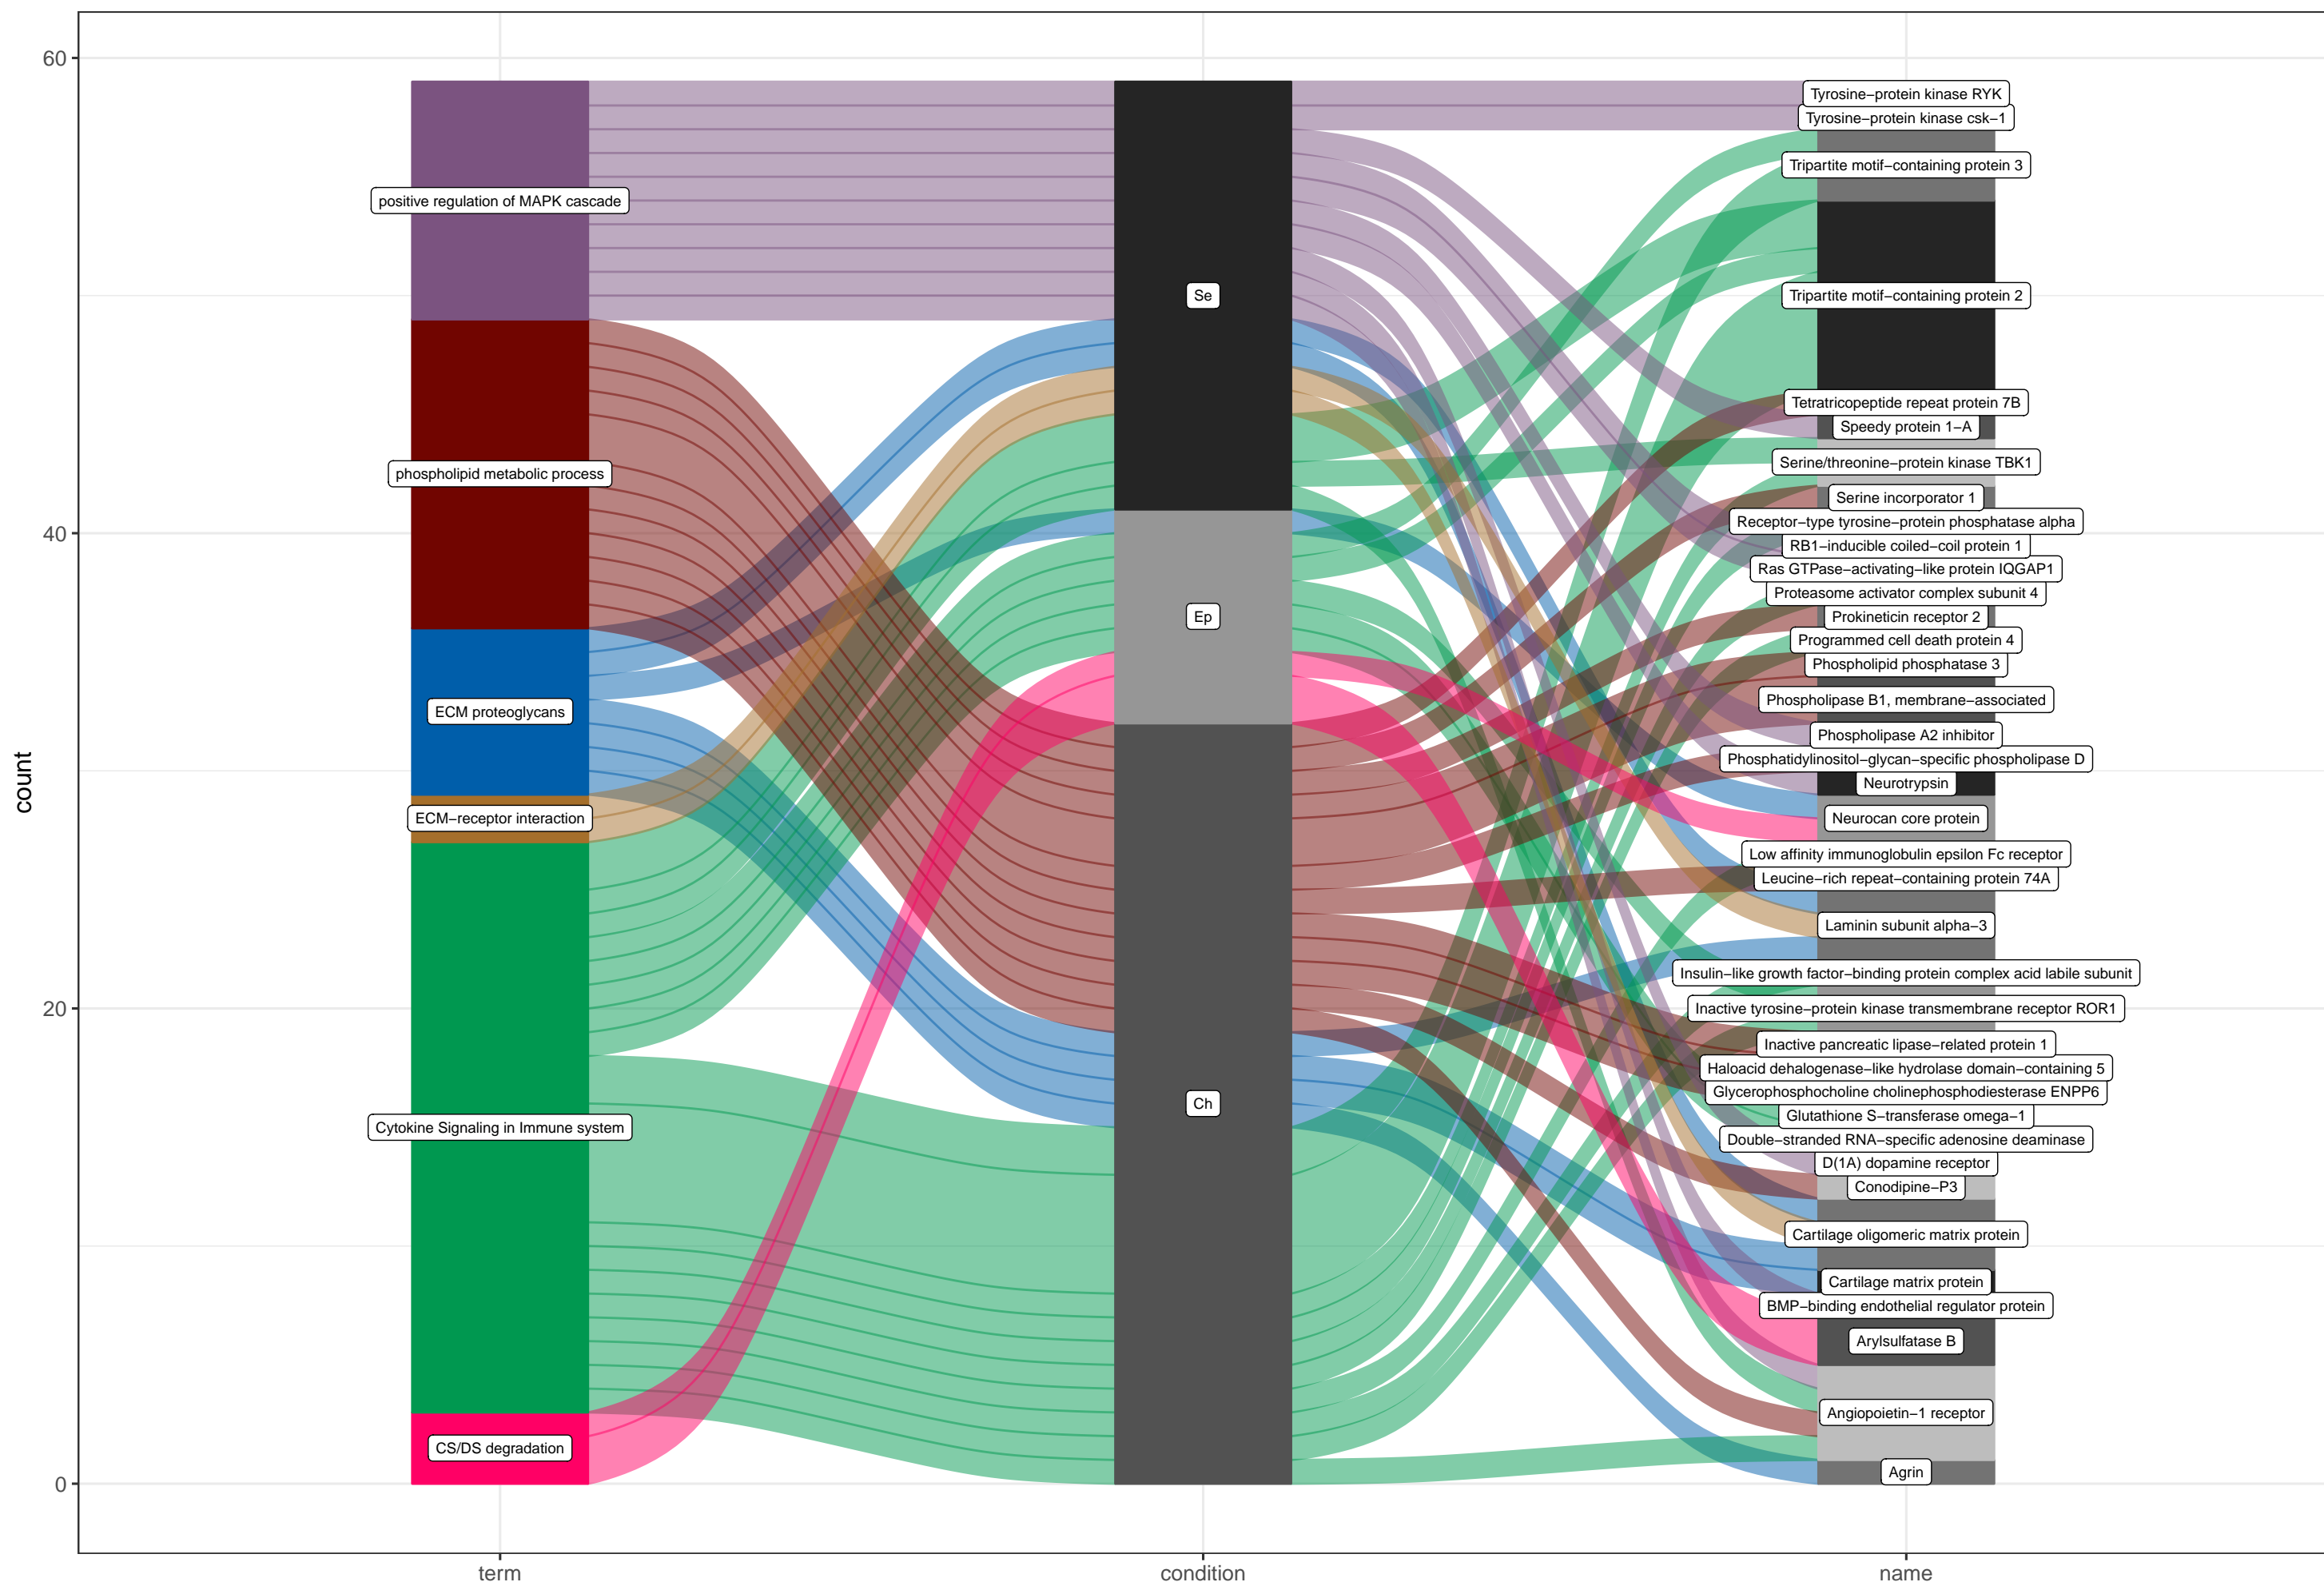 count
60
40
20
0
positive regulation of MAPK cascade
phospholipid metabolic process
ECM proteoglycans
ECM−receptor interaction
Cytokine Signaling in Immune system
CS/DS degradation
Se
Ep
Ch
Tyrosine−protein kinase RYK
Tyrosine−protein kinase csk−1
Tripartite motif−containing protein 3
Tripartite motif−containing protein 2
Tetratricopeptide repeat protein 7B
Speedy protein 1−A
Serine/threonine−protein kinase TBK1
Serine incorporator 1
Receptor−type tyrosine−protein phosphatase alpha
RB1−inducible coiled−coil protein 1
Ras GTPase−activating−like protein IQGAP1
Proteasome activator complex subunit 4
Prokineticin receptor 2
Programmed cell death protein 4
Phospholipid phosphatase 3
Phospholipase B1, membrane−associated
Phospholipase A2 inhibitor
Phosphatidylinositol−glycan−specific phospholipase D
Neurotrypsin
Neurocan core protein
Low affinity immunoglobulin epsilon Fc receptor
Leucine−rich repeat−containing protein 74A
Laminin subunit alpha−3
Insulin−like growth factor−binding protein complex acid labile subunit
Inactive tyrosine−protein kinase transmembrane receptor ROR1
Inactive pancreatic lipase−related protein 1
Haloacid dehalogenase−like hydrolase domain−containing 5
Glycerophosphocholine cholinephosphodiesterase ENPP6
Glutathione S−transferase omega−1
Double−stranded RNA−specific adenosine deaminase
D(1A) dopamine receptor
Conodipine−P3
Cartilage oligomeric matrix protein
Cartilage matrix protein
BMP−binding endothelial regulator protein
Arylsulfatase B
Angiopoietin−1 receptor
Agrin
term
condition
name